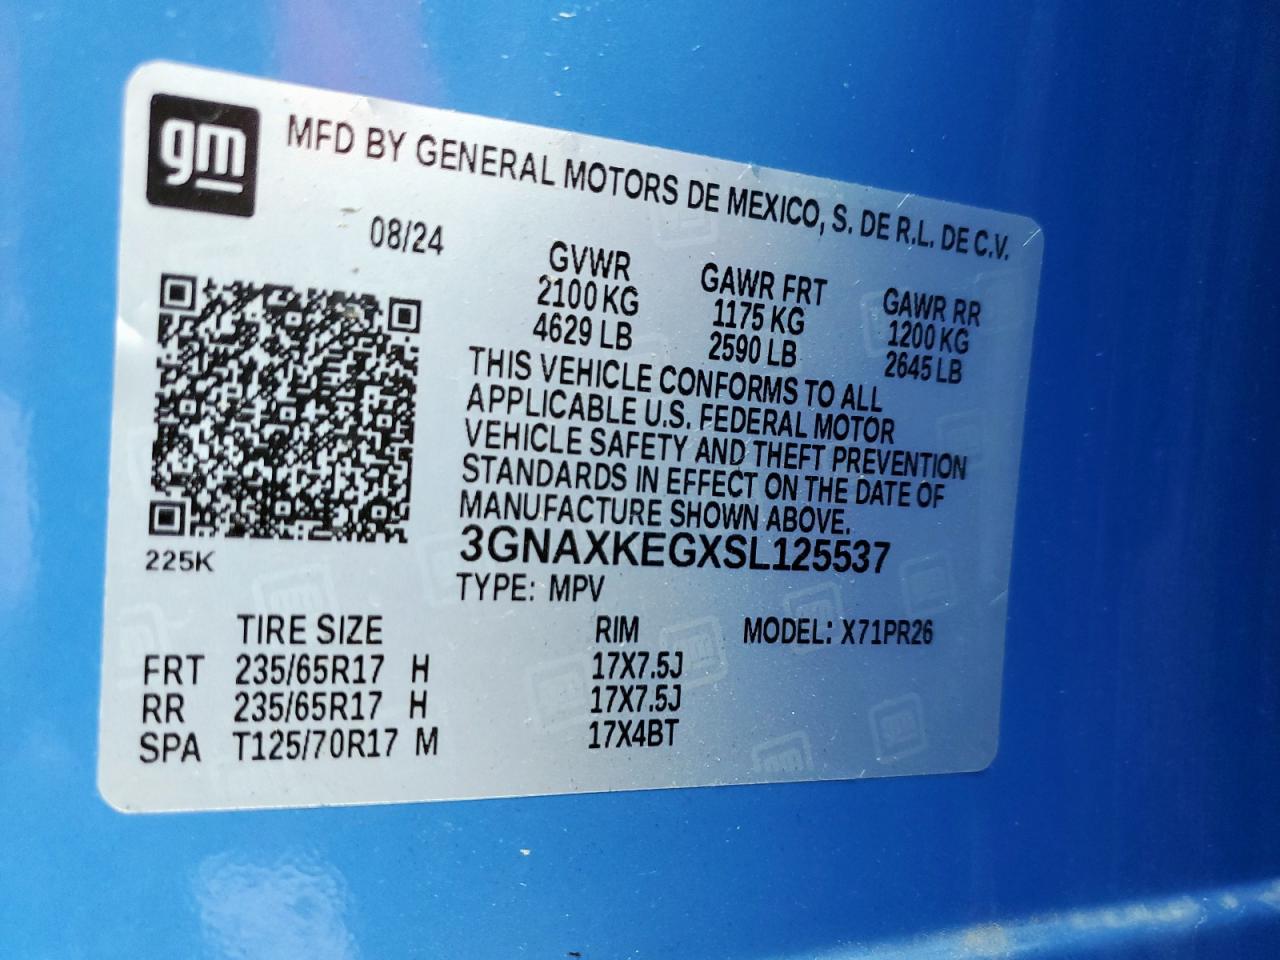 gm
MFD BY GENERAL MOTORS DE MEXICO, S. DE R.L. DE C.V.
08/24
GVWR GAWR FRT GAWR RR
2100 KG 1175 KG 1200 KG
4629 LB 2590 LB 2645 LB
THIS VEHICLE CONFORMS TO ALL
APPLICABLE U.S. FEDERAL MOTOR
VEHICLE SAFETY AND THEFT PREVENTION
STANDARDS IN EFFECT ON THE DATE OF
MANUFACTURE SHOWN ABOVE.
3GNAXKEGXSL125537
225K
TYPE: MPV
TIRE SIZE RIM MODEL: X71PR26
FRT 235/65R17 H 17X7.5J
RR 235/65R17 H 17X7.5J
SPA T125/70R17 M 17X4BT